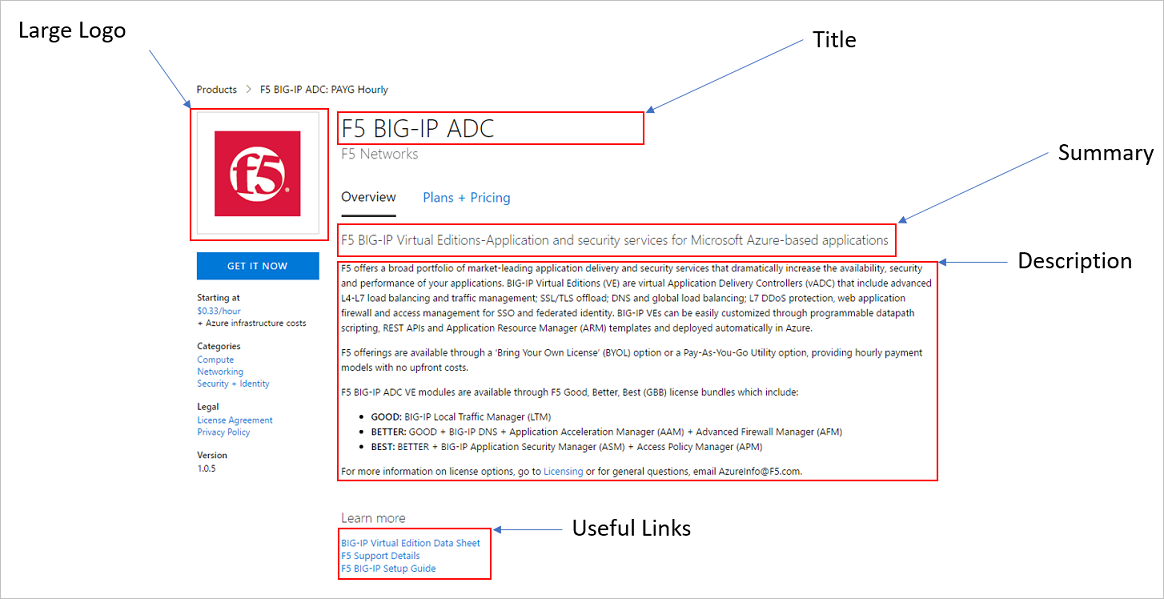 Large Logo
Title
Products > F5 BIG-IP ADC: PAYG Hourly
f5
F5 BIG-IP ADC
F5 Networks
Summary
Overview Plans + Pricing
F5 BIG-IP Virtual Editions-Application and security services for Microsoft Azure-based applications
Description
GET IT NOW
Starting at
$0.33/hour
+ Azure infrastructure costs
Categories
Compute
Networking
Security + Identity
Legal
License Agreement
Privacy Policy
Version
1.0.5
F5 offers a broad portfolio of market-leading application delivery and security services that dramatically increase the availability, security
and performance of your applications. BIG-IP Virtual Editions (VE) are virtual Application Delivery Controllers (vADC) that include advanced
L4-L7 load balancing and traffic management; SSL/TLS offload; DNS and global load balancing; L7 DDoS protection, web application
firewall and access management for SSO and federated identity. BIG-IP VEs can be easily customized through programmable datapath
scripting, REST APIs and Application Resource Manager (ARM) templates and deployed automatically in Azure.
F5 offerings are available through a 'Bring Your Own License' (BYOL) option or a Pay-As-You-Go Utility option, providing hourly payment
models with no upfront costs.
F5 BIG-IP ADC VE modules are available through F5 Good, Better, Best (GBB) license bundles which include:
• GOOD: BIG-IP Local Traffic Manager (LTM)
• BETTER: GOOD + BIG-IP DNS + Application Acceleration Manager (AAM) + Advanced Firewall Manager (AFM)
• BEST: BETTER + BIG-IP Application Security Manager (ASM) + Access Policy Manager (APM)
For more information on license options, go to Licensing or for general questions, email AzureInfo@F5.com.
Learn more
Useful Links
BIG-IP Virtual Edition Data Sheet
F5 Support Details
F5 BIG-IP Setup Guide